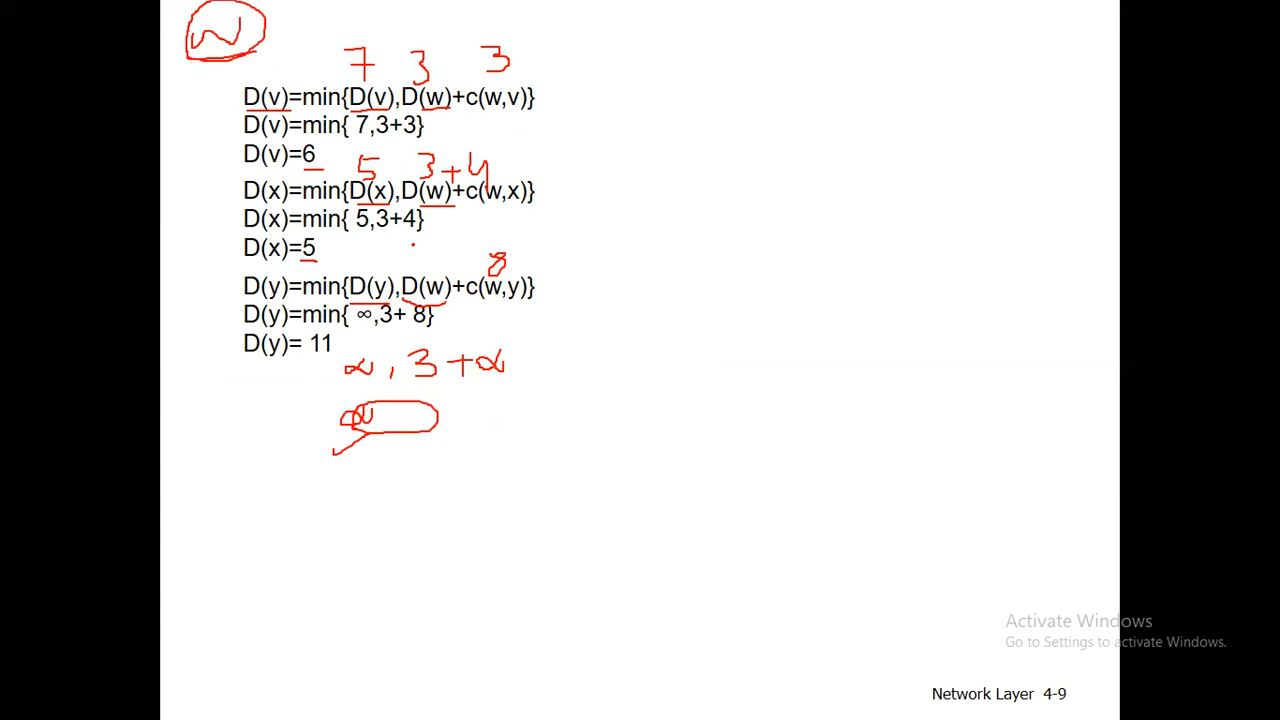 w
7 3 3
D(v)=min{D(v),D(w)+c(w,v)}
D(v)=min{ 7,3+3}
D(v)=6
5 3+4
D(x)=min{D(x),D(w)+c(w,x)}
D(x)=min{ 5,3+4}
D(x)=5
8
D(y)=min{D(y),D(w)+c(w,y)}
D(y)=min{ ∞,3+ 8}
D(y)= 11
∝, 3+∝
Activate Windows
Go to Settings to activate Windows.
Network Layer 4-9